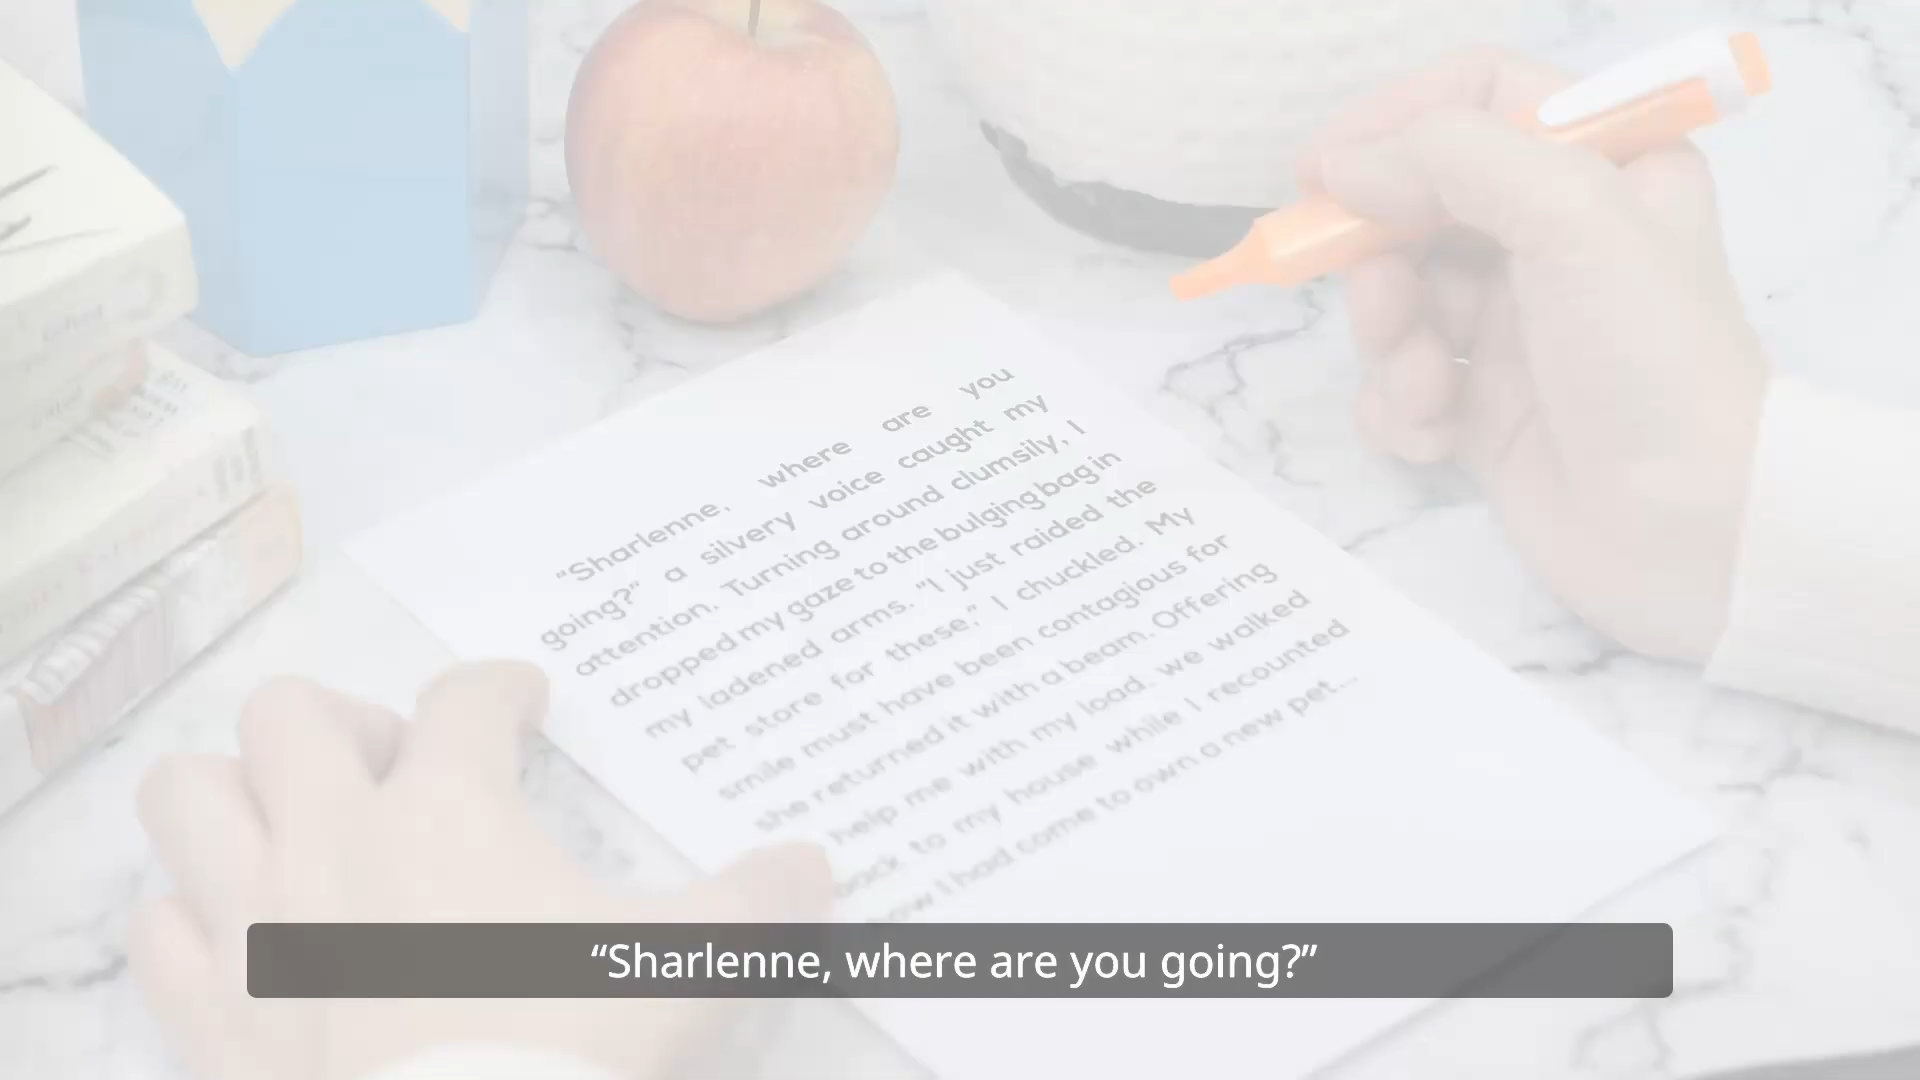 “Sharlenne, where are you
going?” a silvery voice caught my
attention. Turning around clumsily, I
dropped my gaze to the bulging bag in
my ladened arms. “I just raided the
pet store for these,” I chuckled. My
smile must have been contagious for
she returned it with a beam. Offering
help me with my load. we walked
back to my house while I recounted
how I had come to own a new pet...
“Sharlenne, where are you going?”